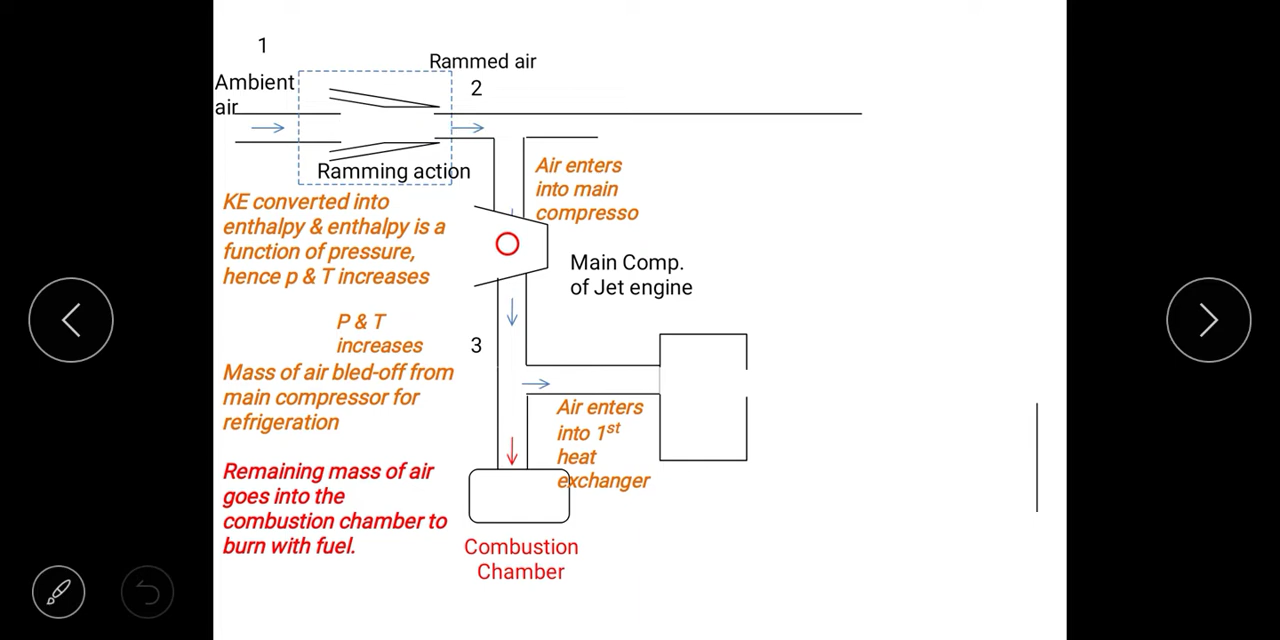 1
Ambient
air
Rammed air
2
Ramming action
Air enters
into main
compresso
KE converted into
enthalpy & enthalpy is a
function of pressure,
hence p & T increases
Main Comp.
of Jet engine
P & T
increases
3
Mass of air bled-off from
main compressor for
refrigeration
Air enters
into 1st
heat
exchanger
Remaining mass of air
goes into the
combustion chamber to
burn with fuel.
Combustion
Chamber